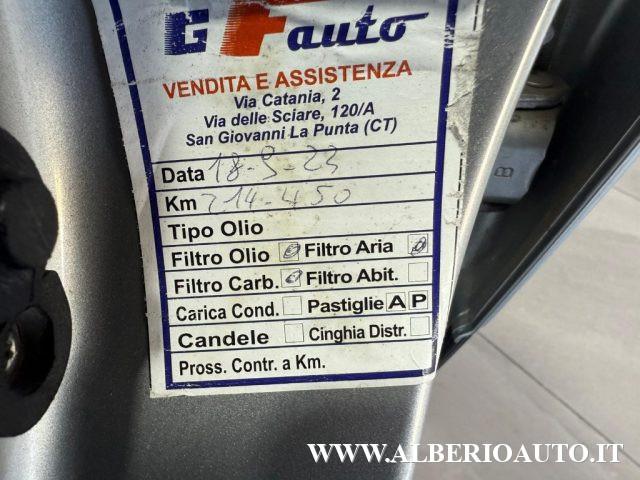 GF auto
VENDITA E ASSISTENZA
Via Catania, 2
Via delle Sciare, 120/A
San Giovanni La Punta (CT)
Data 18-9-23
Km 214-450
Tipo Olio
Filtro Olio Filtro Aria
Filtro Carb. Filtro Abit.
Carica Cond. Pastiglie A P
Candele Cinghia Distr.
Pross. Contr. a Km.
B
WWW.ALBERIOAUTO.IT